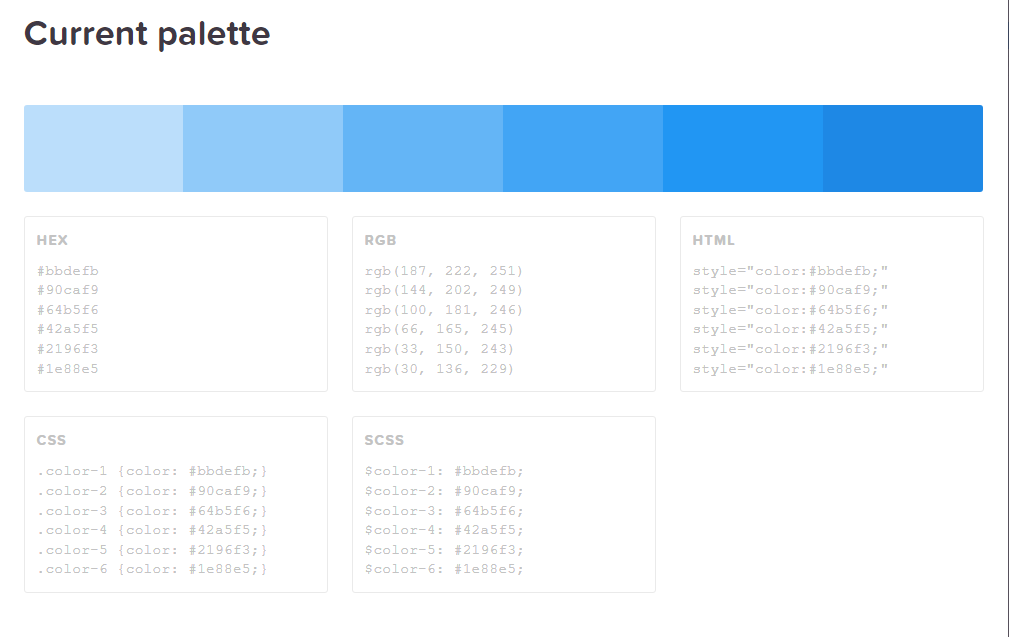 Current palette
HEX
#bbdefb
#90caf9
#64b5f6
#42a5f5
#2196f3
#1e88e5
RGB
rgb(187, 222, 251)
rgb(144, 202, 249)
rgb(100, 181, 246)
rgb(66, 165, 245)
rgb(33, 150, 243)
rgb(30, 136, 229)
HTML
style="color:#bbdefb;"
style="color:#90caf9;"
style="color:#64b5f6;"
style="color:#42a5f5;"
style="color:#2196f3;"
style="color:#1e88e5;"
CSS
.color-1 {color: #bbdefb;}
.color-2 {color: #90caf9;}
.color-3 {color: #64b5f6;}
.color-4 {color: #42a5f5;}
.color-5 {color: #2196f3;}
.color-6 {color: #1e88e5;}
SCSS
$color-1: #bbdefb;
$color-2: #90caf9;
$color-3: #64b5f6;
$color-4: #42a5f5;
$color-5: #2196f3;
$color-6: #1e88e5;